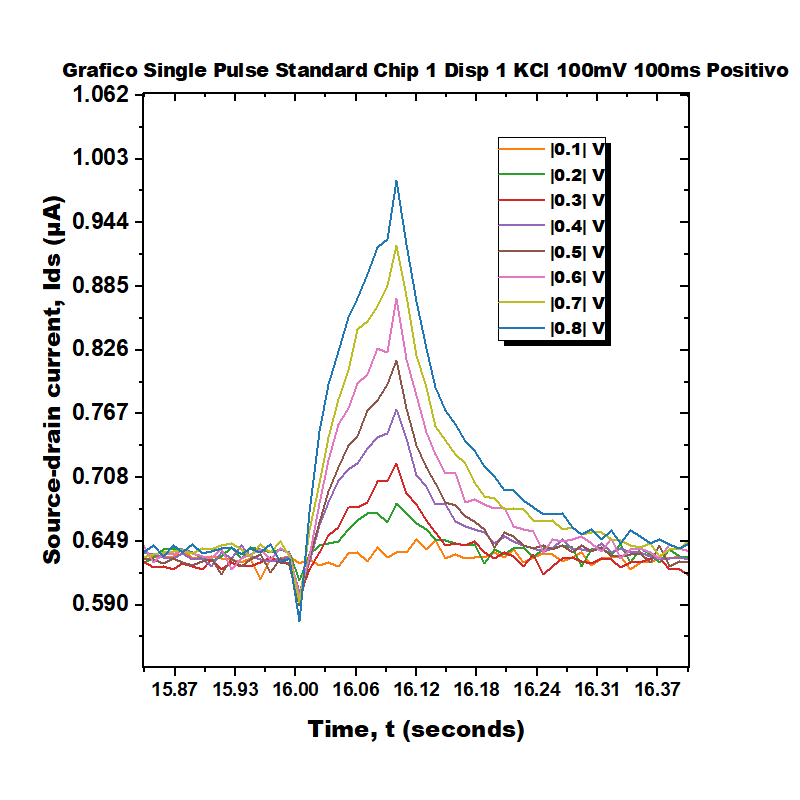 Grafico Single Pulse Standard Chip 1 Disp 1 KCl 100mV 100ms Positivo
1.062
1.003
0.944
0.885
0.826
0.767
0.708
0.649
0.590
Source-drain current, Ids (µA)
|0.1| V
|0.2| V
|0.3| V
|0.4| V
|0.5| V
|0.6| V
|0.7| V
|0.8| V
15.87 15.93 16.00 16.06 16.12 16.18 16.24 16.31 16.37
Time, t (seconds)